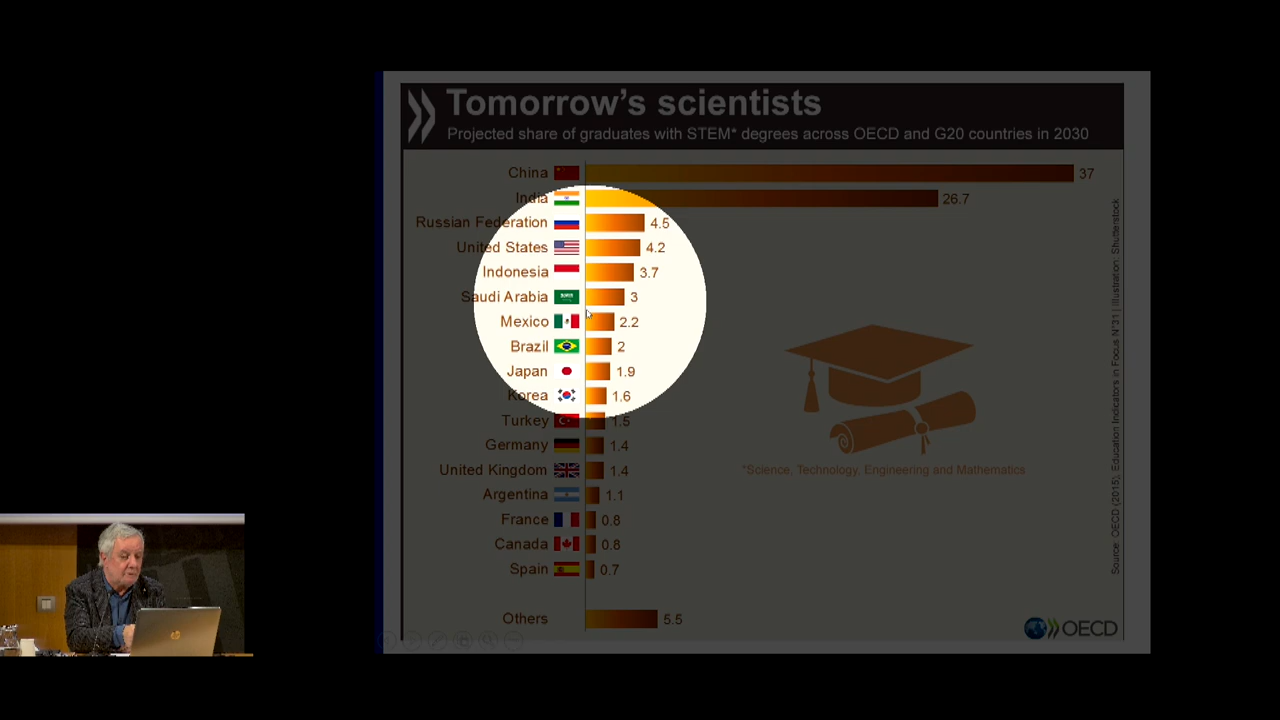 Tomorrow's scientists
Projected share of graduates with STEM* degrees across OECD and G20 countries in 2030
China 37
India 26.7
Russian Federation 4.5
United States 4.2
Indonesia 3.7
Saudi Arabia 3
Mexico 2.2
Brazil 2
Japan 1.9
Korea 1.6
Turkey 1.5
Germany 1.4
United Kingdom 1.4
Argentina 1.1
France 0.8
Canada 0.8
Spain 0.7
Others 5.5
*Science, Technology, Engineering and Mathematics
Source: OECD (2015), Education Indicators in Focus N°31 | Illustration: Shutterstock
OECD
hp